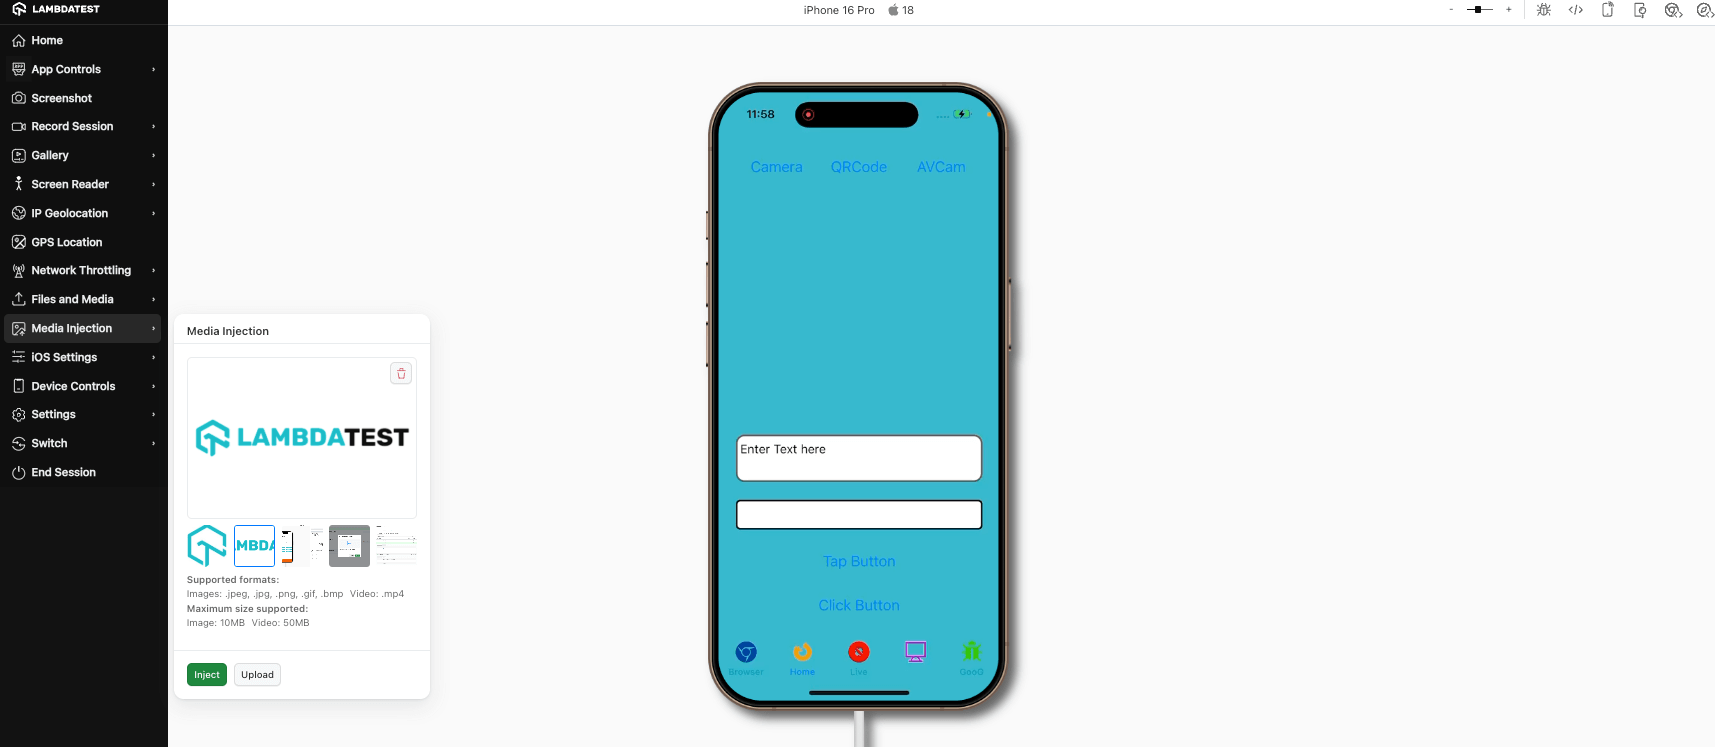 LAMBDATEST
iPhone 16 Pro 18
- +
Home
App Controls
Screenshot
Record Session
Gallery
Screen Reader
IP Geolocation
GPS Location
Network Throttling
Files and Media
Media Injection
iOS Settings
Device Controls
Settings
Switch
End Session
Media Injection
LAMBDATEST
MBDA
Supported formats:
Images: .jpeg, .jpg, .png, .gif, .bmp Video: .mp4
Maximum size supported:
Image: 10MB Video: 50MB
Inject Upload
11:58
Camera QRCode AVCam
Enter Text here
Tap Button
Click Button
Browser Home Live